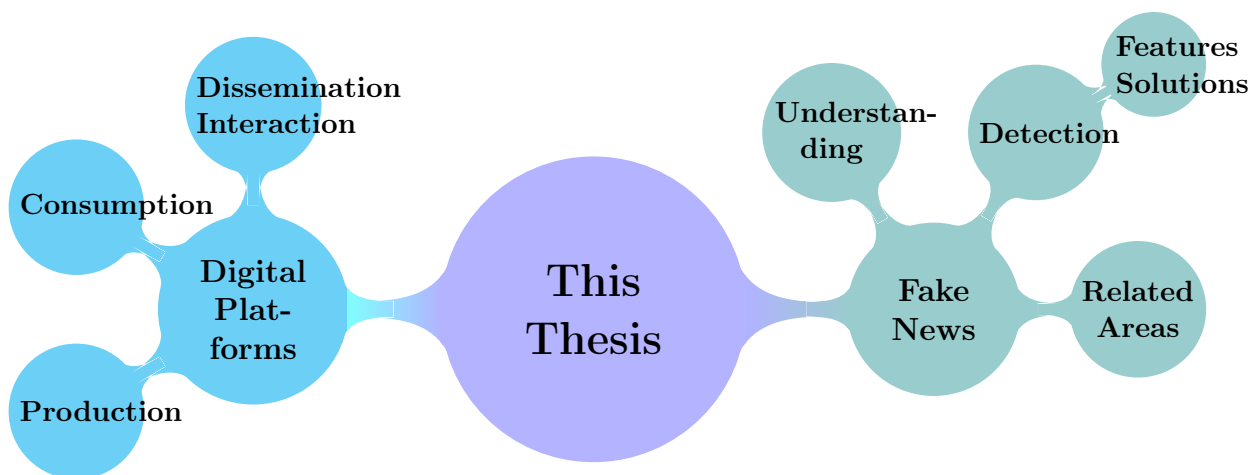 Dissemination
Interaction
Consumption
Digital
Plat-
forms
Production
This
Thesis
Understan-
ding
Detection
Features
Solutions
Fake
News
Related
Areas